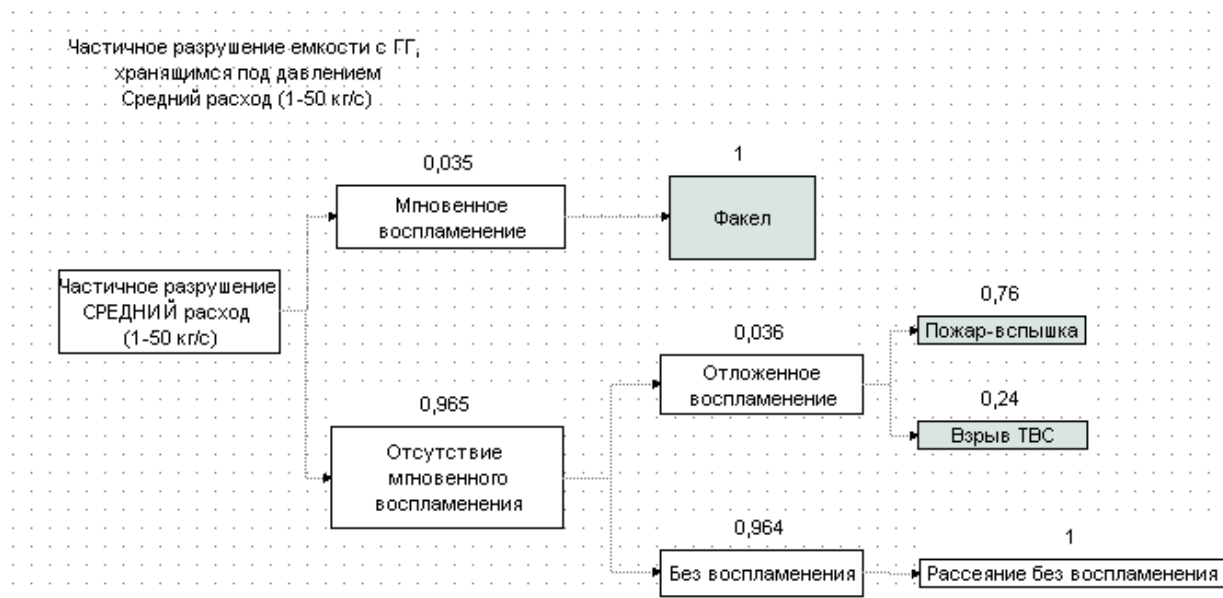 Частичное разрушение емкости с ГГ,
хранящимся под давлением
Средний расход (1-50 кг/с)
0,035
Мгновенное
воспламенение
1
Факел
Частичное разрушение
СРЕДНИЙ расход
(1-50 кг/с)
0,965
Отсутствие
мгновенного
воспламенения
0,036
Отложенное
воспламенение
0,76
Пожар-вспышка
0,24
Взрыв ТВС
0,964
Без воспламенения
1
Рассеяние без воспламенения